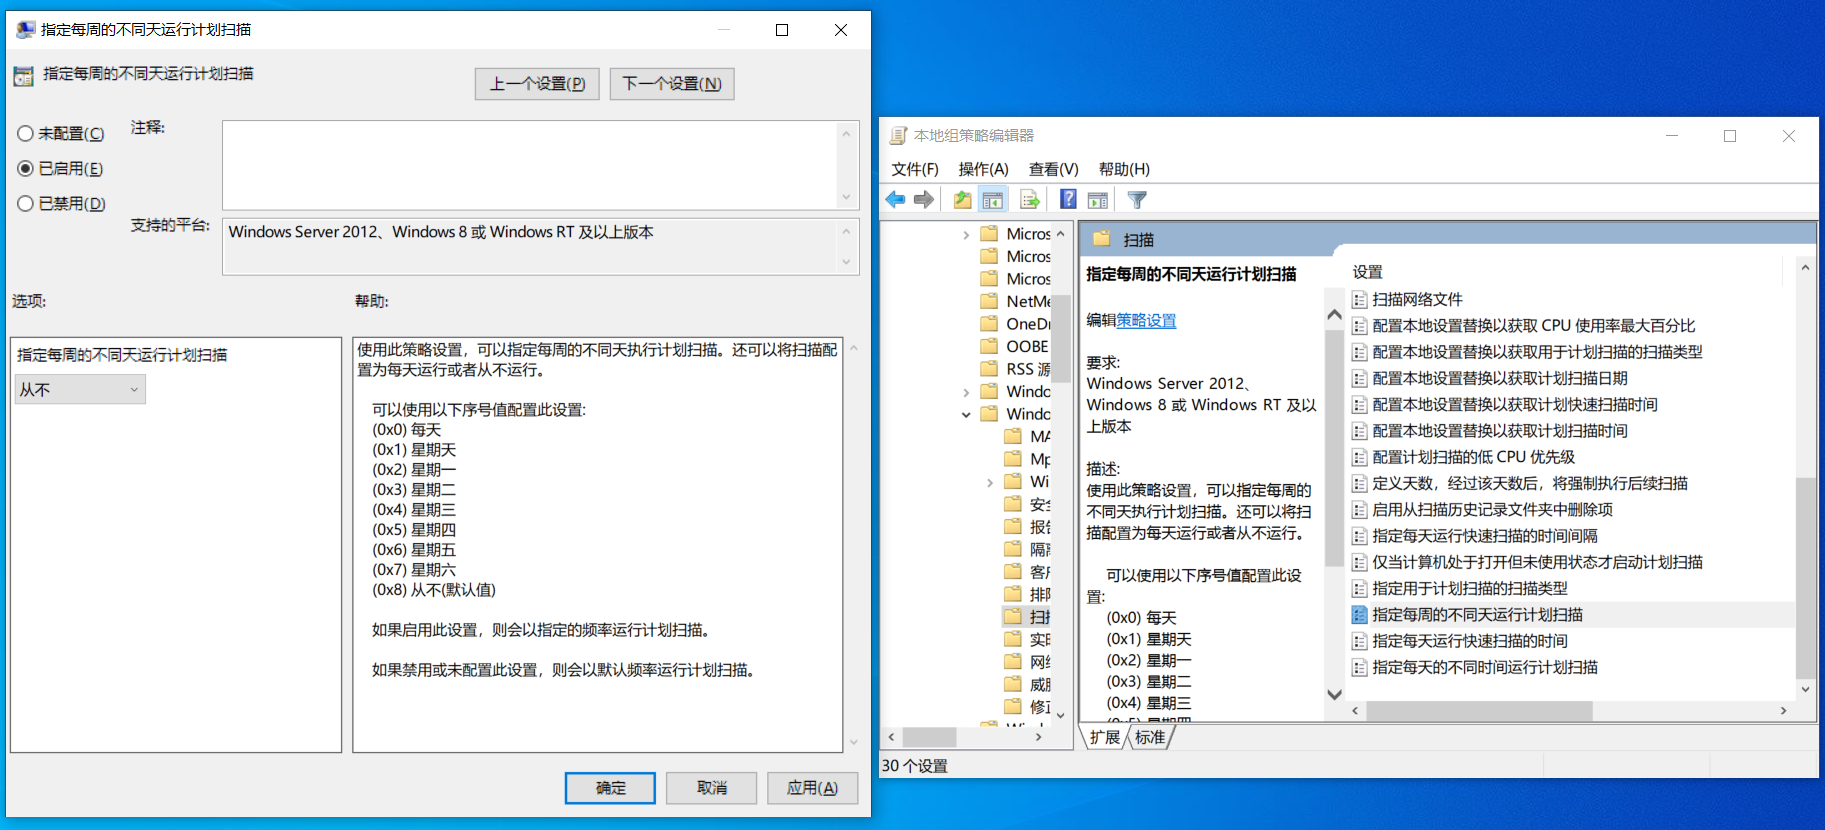 指定每周的不同天运行计划扫描
指定每周的不同天运行计划扫描
上一个设置(P)
下一个设置(N)
未配置(C)
已启用(E)
已禁用(D)
注释:
支持的平台:
Windows Server 2012、Windows 8 或 Windows RT 及以上版本
选项:
帮助:
指定每周的不同天运行计划扫描
从不
使用此策略设置，可以指定每周的不同天执行计划扫描。还可以将扫描配
置为每天运行或者从不运行。
可以使用以下序号值配置此设置:
(0x0) 每天
(0x1) 星期天
(0x2) 星期一
(0x3) 星期二
(0x4) 星期三
(0x5) 星期四
(0x6) 星期五
(0x7) 星期六
(0x8) 从不(默认值)
如果启用此设置，则会以指定的频率运行计划扫描。
如果禁用或未配置此设置，则会以默认频率运行计划扫描。
确定
取消
应用(A)
本地组策略编辑器
文件(F)
操作(A)
查看(V)
帮助(H)
Micros
Micros
Micros
NetMe
OneDr
OOBE
RSS 源
Windo
Windo
MA
Mp
Wi
安全
报告
隔离
客户
排除
扫描
实时
网络
威胁
修正
扫描
指定每周的不同天运行计划扫描
编辑策略设置
要求:
Windows Server 2012、
Windows 8 或 Windows RT 及以
上版本
描述:
使用此策略设置，可以指定每周的
不同天执行计划扫描。还可以将扫
描配置为每天运行或者从不运行。
可以使用以下序号值配置此设
置:
(0x0) 每天
(0x1) 星期天
(0x2) 星期一
(0x3) 星期二
(0x4) 星期三
(0x5) 星期四
设置
扫描网络文件
配置本地设置替换以获取 CPU 使用率最大百分比
配置本地设置替换以获取用于计划扫描的扫描类型
配置本地设置替换以获取计划扫描日期
配置本地设置替换以获取计划快速扫描时间
配置本地设置替换以获取计划扫描时间
配置计划扫描的低 CPU 优先级
定义天数，经过该天数后，将强制执行后续扫描
启用从扫描历史记录文件夹中删除项
指定每天运行快速扫描的时间间隔
仅当计算机处于打开但未使用状态才启动计划扫描
指定用于计划扫描的扫描类型
指定每周的不同天运行计划扫描
指定每天运行快速扫描的时间
指定每天的不同时间运行计划扫描
扩展
标准
30 个设置